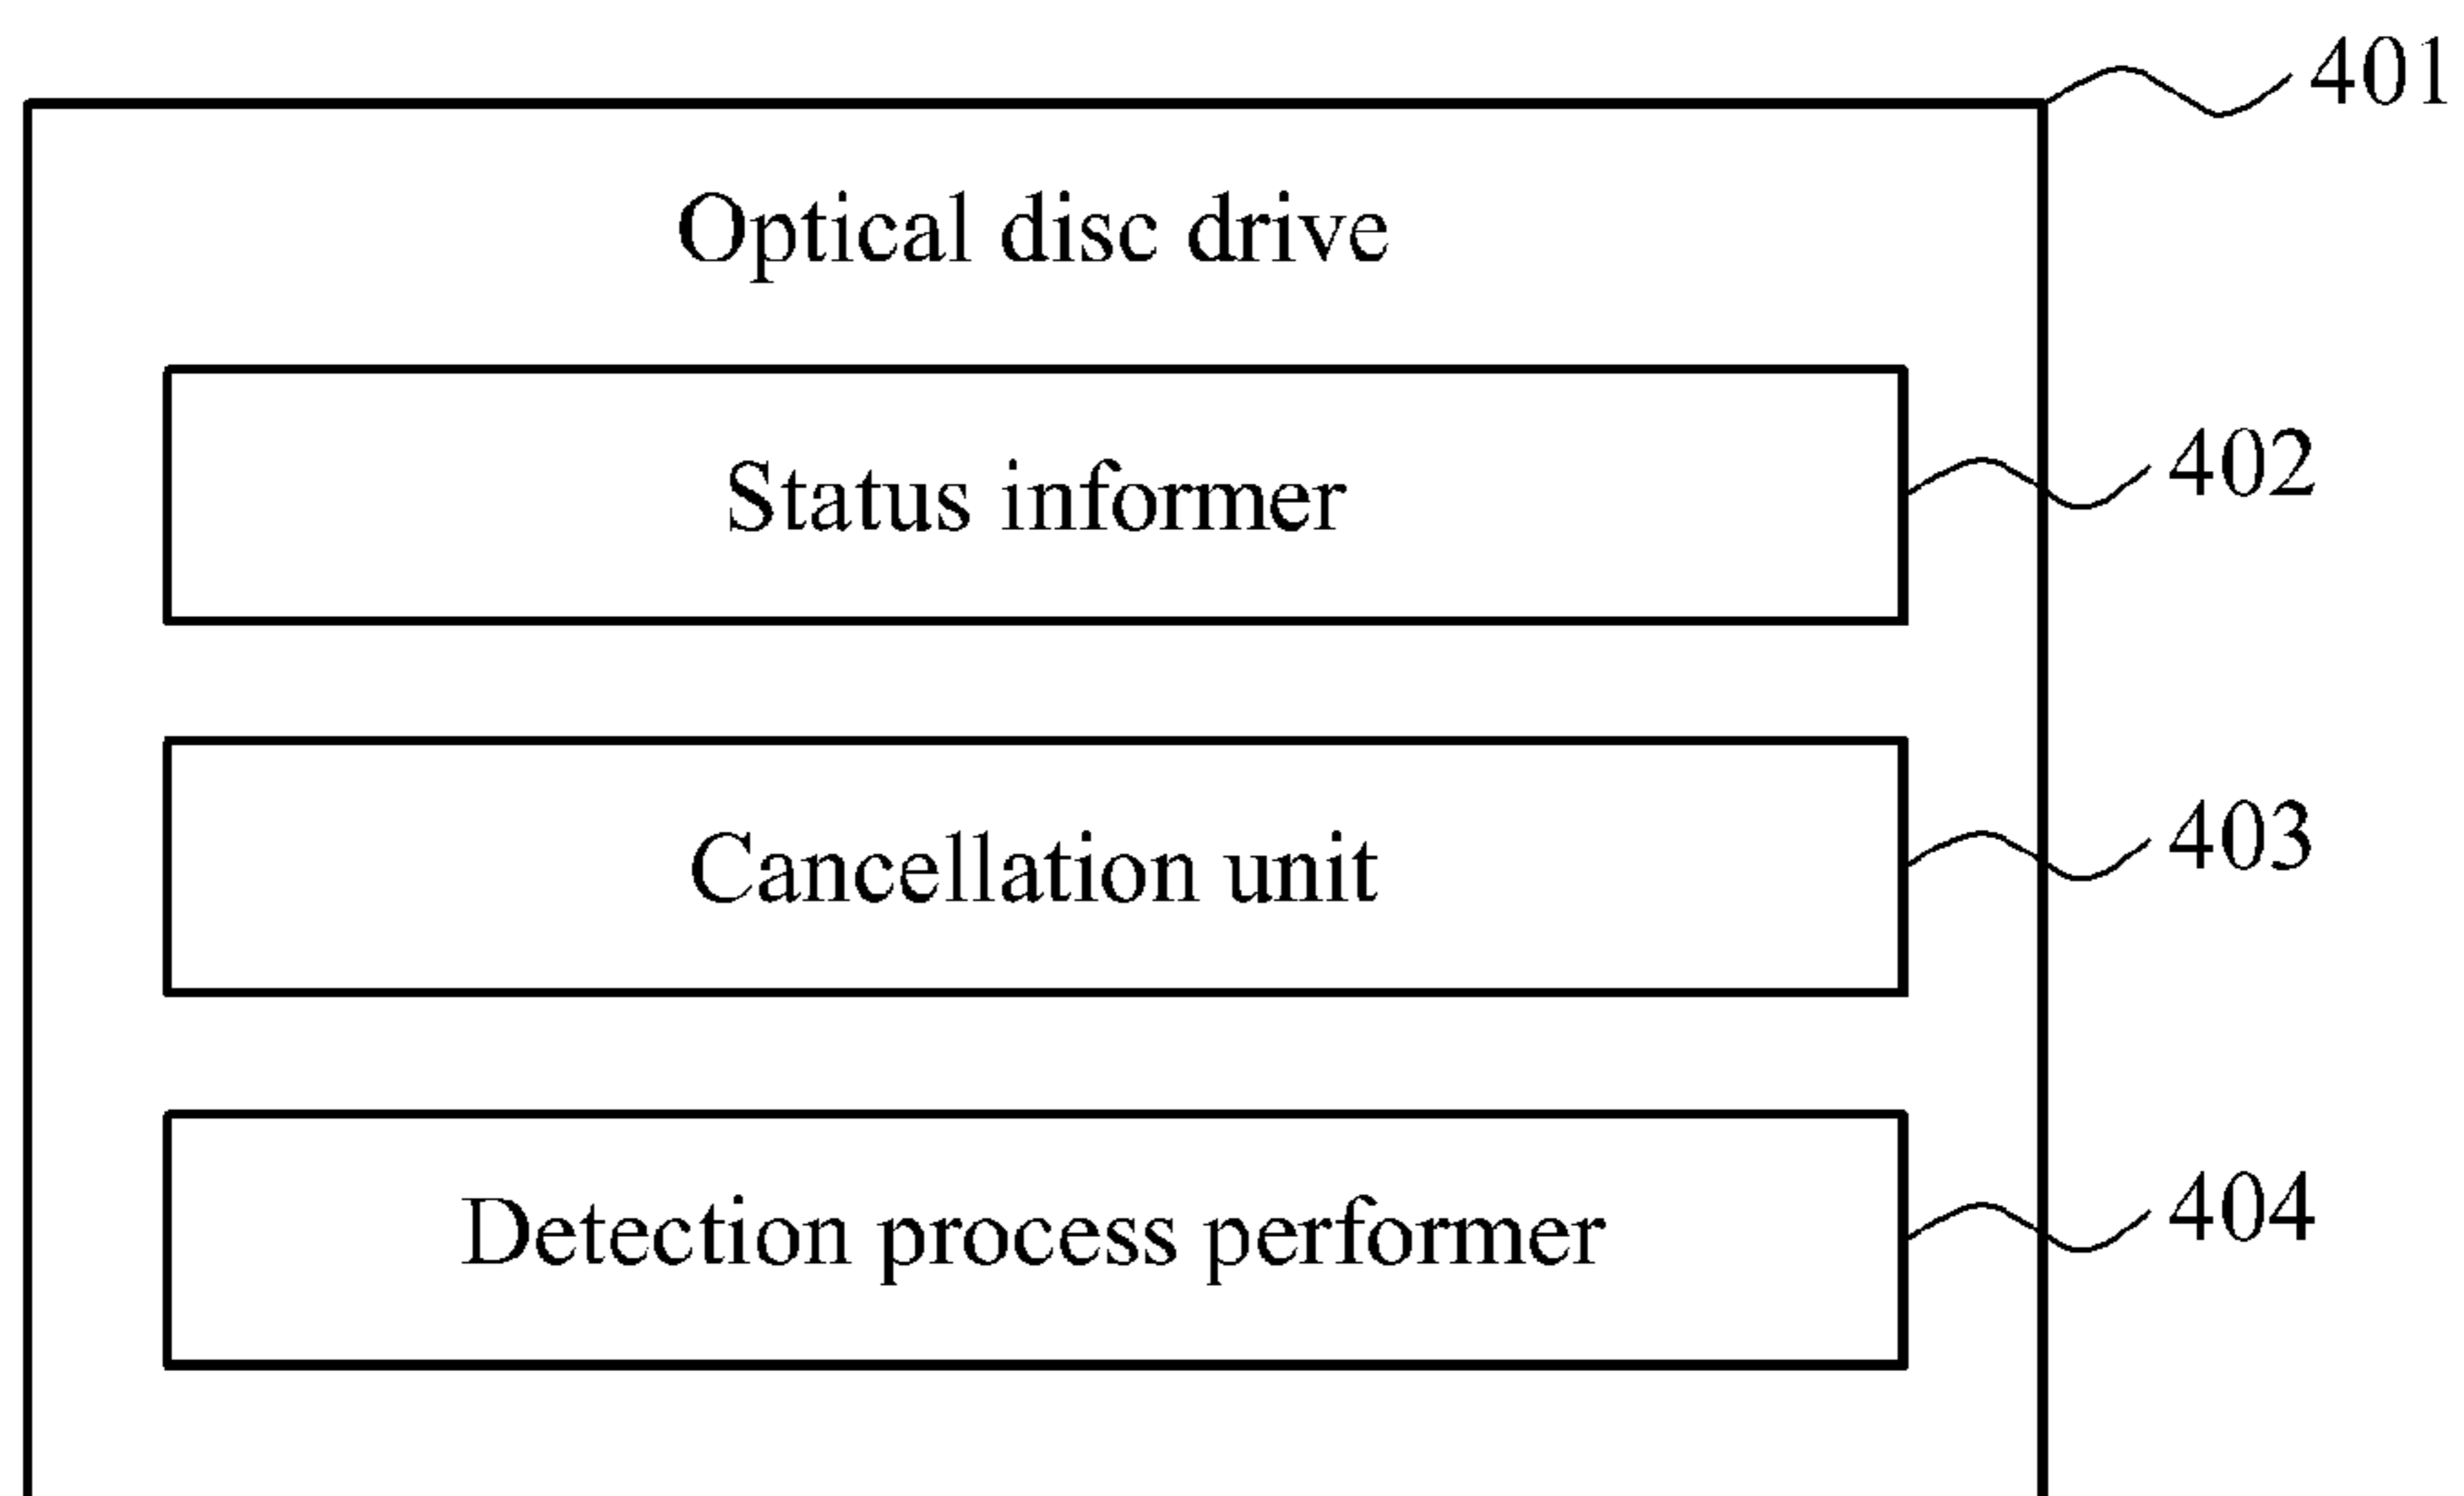 401
Optical disc drive
Status informer
402
Cancellation unit
403
Detection process performer
404